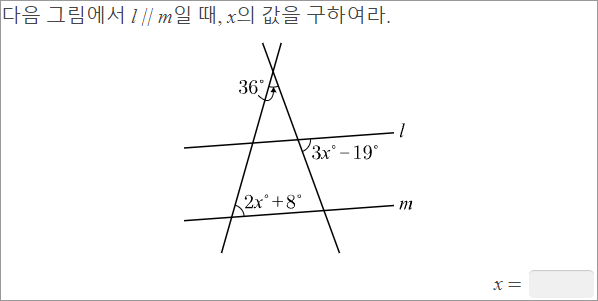 다음 그림에서 l // m일 때, x의 값을 구하여라.
36°
l
3x° − 19°
2x° + 8°
m
x =